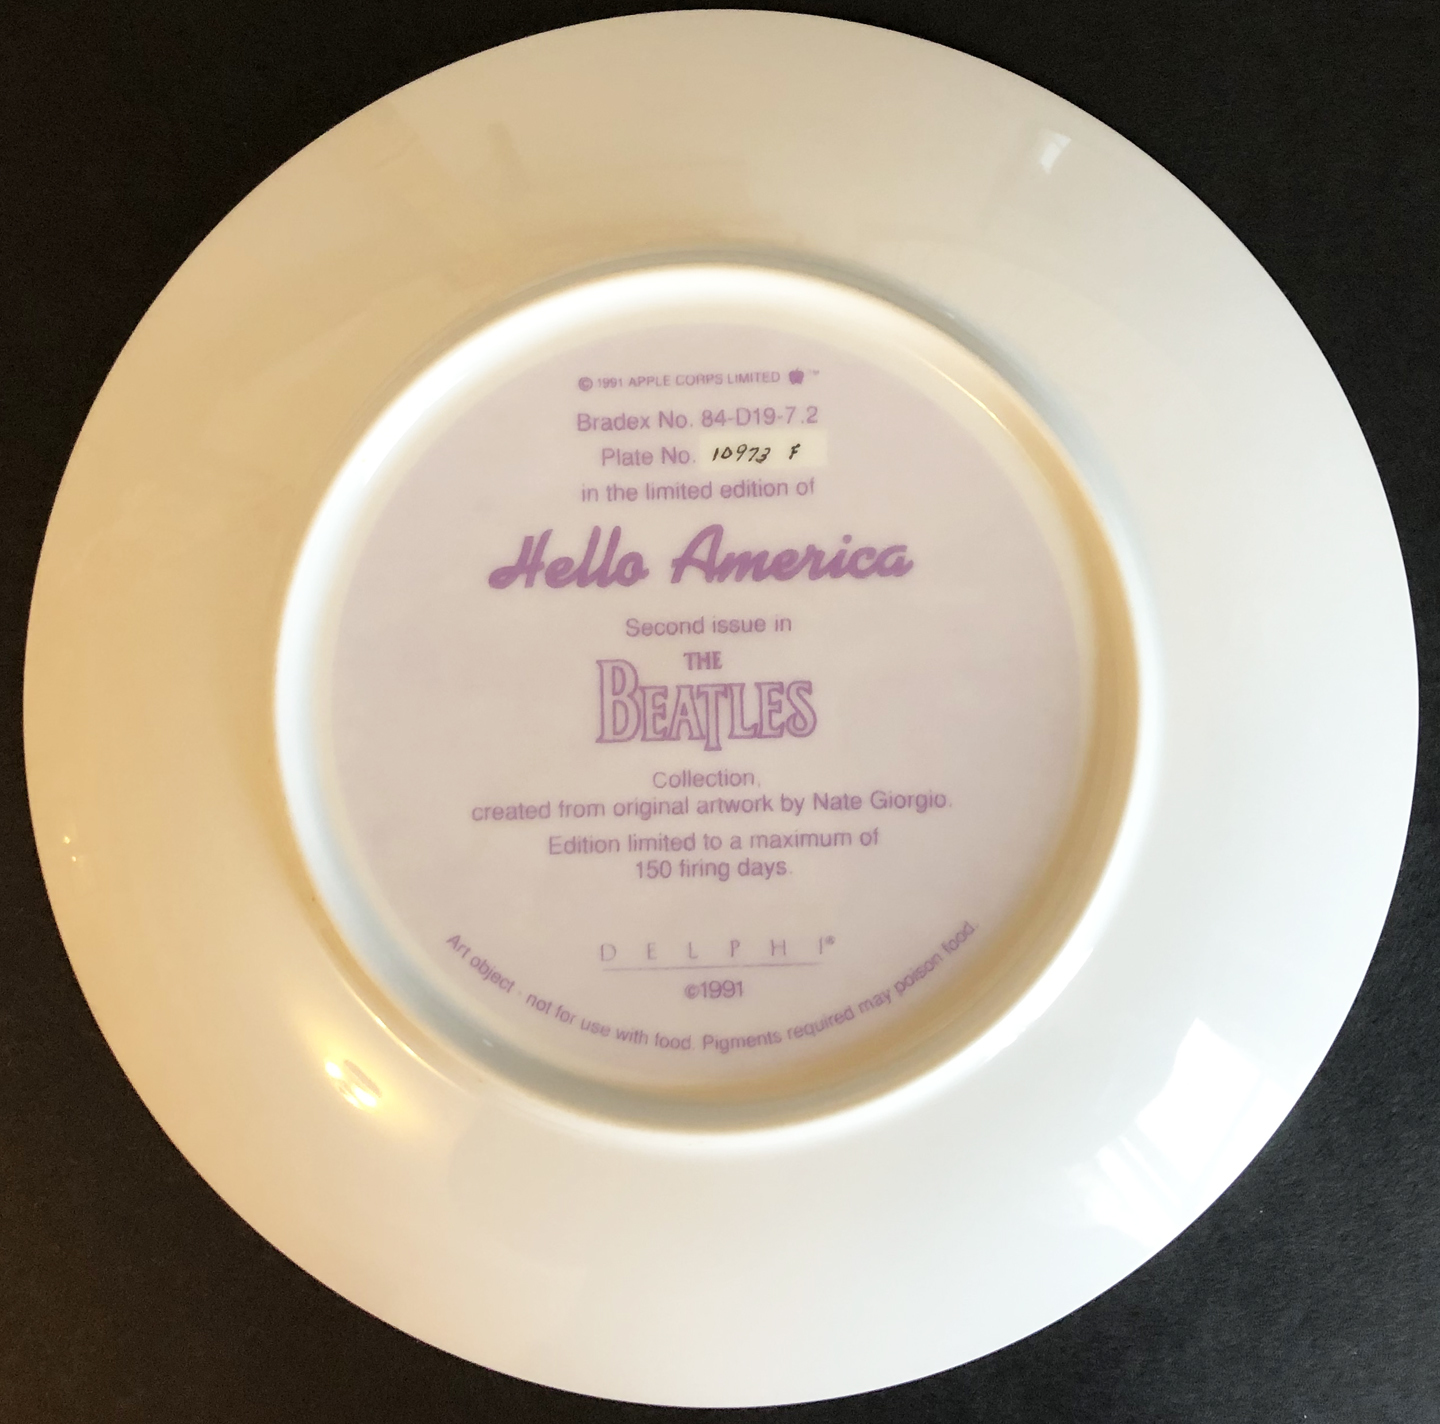 © 1991 APPLE CORPS LIMITED ™
Bradex No. 84-D19-7.2
Plate No. 10973 F
in the limited edition of
Hello America
Second issue in
THE
BEATLES
Collection,
created from original artwork by Nate Giorgio.
Edition limited to a maximum of
150 firing days.
DELPHI®
©1991
Art object - not for use with food. Pigments required may poison food.